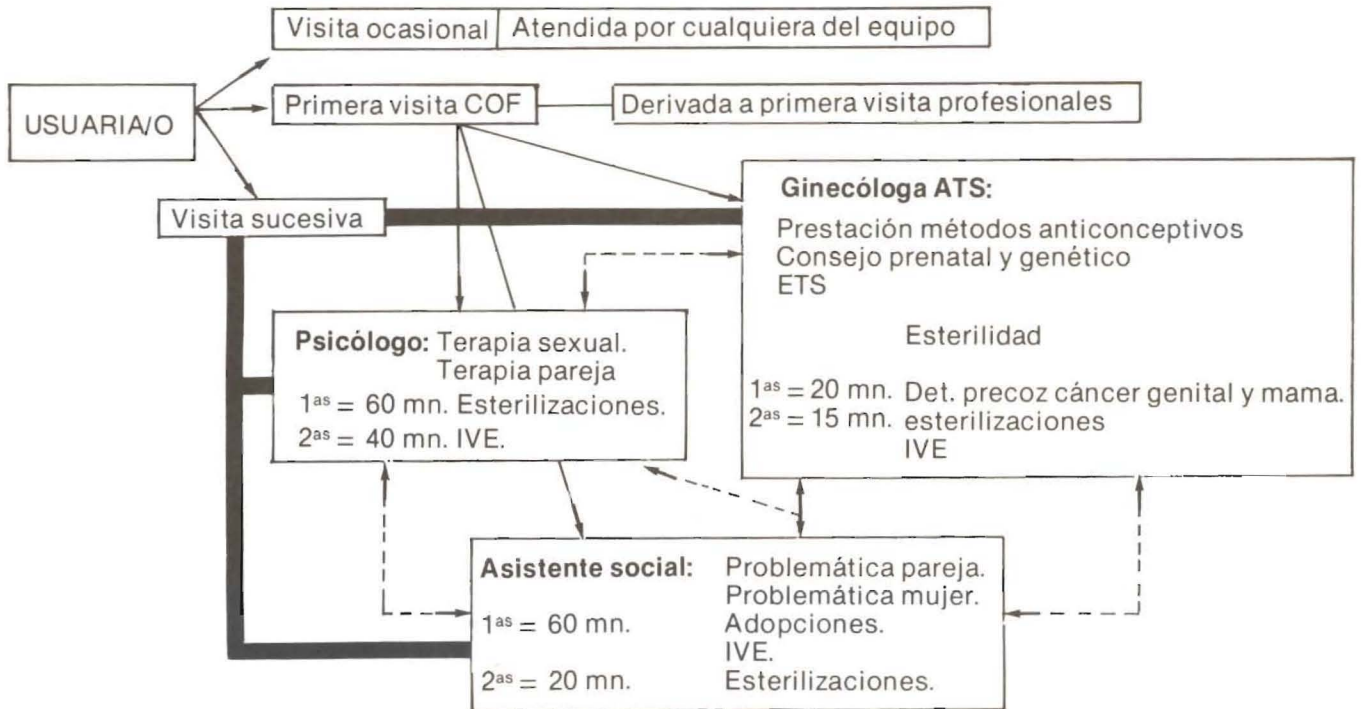 Visita ocasional Atendida por cualquiera del equipo
USUARIA/O
Primera visita COF
Derivada a primera visita profesionales
Visita sucesiva
Ginecóloga ATS:
Prestación métodos anticonceptivos
Consejo prenatal y genético
ETS
Esterilidad
1as = 20 mn. Det. precoz cáncer genital y mama.
2as = 15 mn. esterilizaciones
IVE
Psicólogo: Terapia sexual.
Terapia pareja
1as = 60 mn. Esterilizaciones.
2as = 40 mn. IVE.
Asistente social: Problemática pareja.
Problemática mujer.
1as = 60 mn. Adopciones.
IVE.
2as = 20 mn. Esterilizaciones.